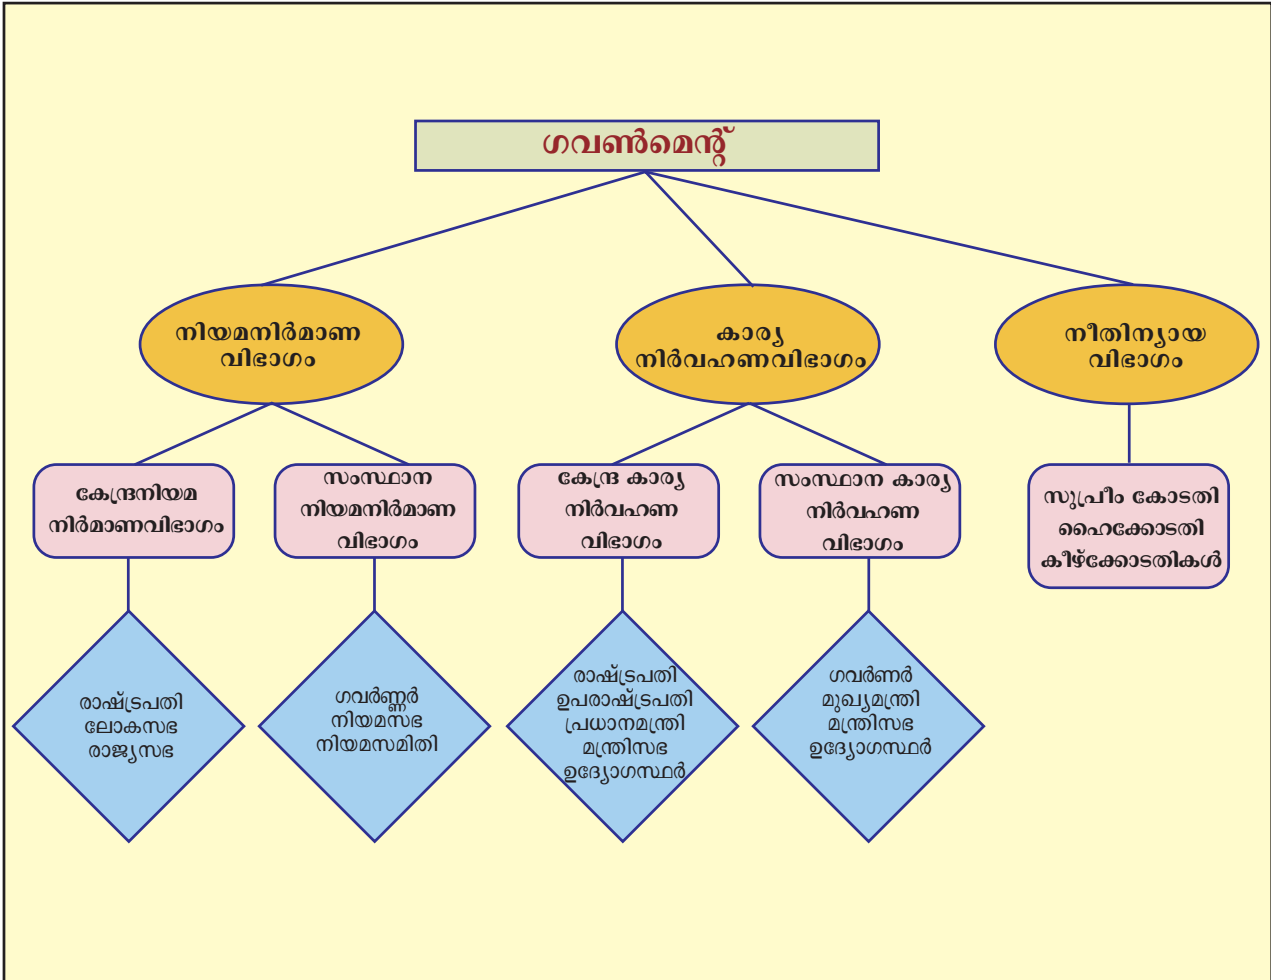 ഗവൺമെന്റ്
നിയമനിർമാണ
വിഭാഗം
കാര്യ
നിർവഹണവിഭാഗം
നീതിന്യായ
വിഭാഗം
കേന്ദ്രനിയമ
നിർമാണവിഭാഗം
സംസ്ഥാന
നിയമനിർമാണ
വിഭാഗം
കേന്ദ്ര കാര്യ
നിർവഹണ
വിഭാഗം
സംസ്ഥാന കാര്യ
നിർവഹണ
വിഭാഗം
സുപ്രീം കോടതി
ഹൈക്കോടതി
കീഴ്ക്കോടതികൾ
രാഷ്ട്രപതി
ലോകസഭ
രാജ്യസഭ
ഗവർണ്ണർ
നിയമസഭ
നിയമസമിതി
രാഷ്ട്രപതി
ഉപരാഷ്ട്രപതി
പ്രധാനമന്ത്രി
മന്ത്രിസഭ
ഉദ്യോഗസ്ഥർ
ഗവർണർ
മുഖ്യമന്ത്രി
മന്ത്രിസഭ
ഉദ്യോഗസ്ഥർ